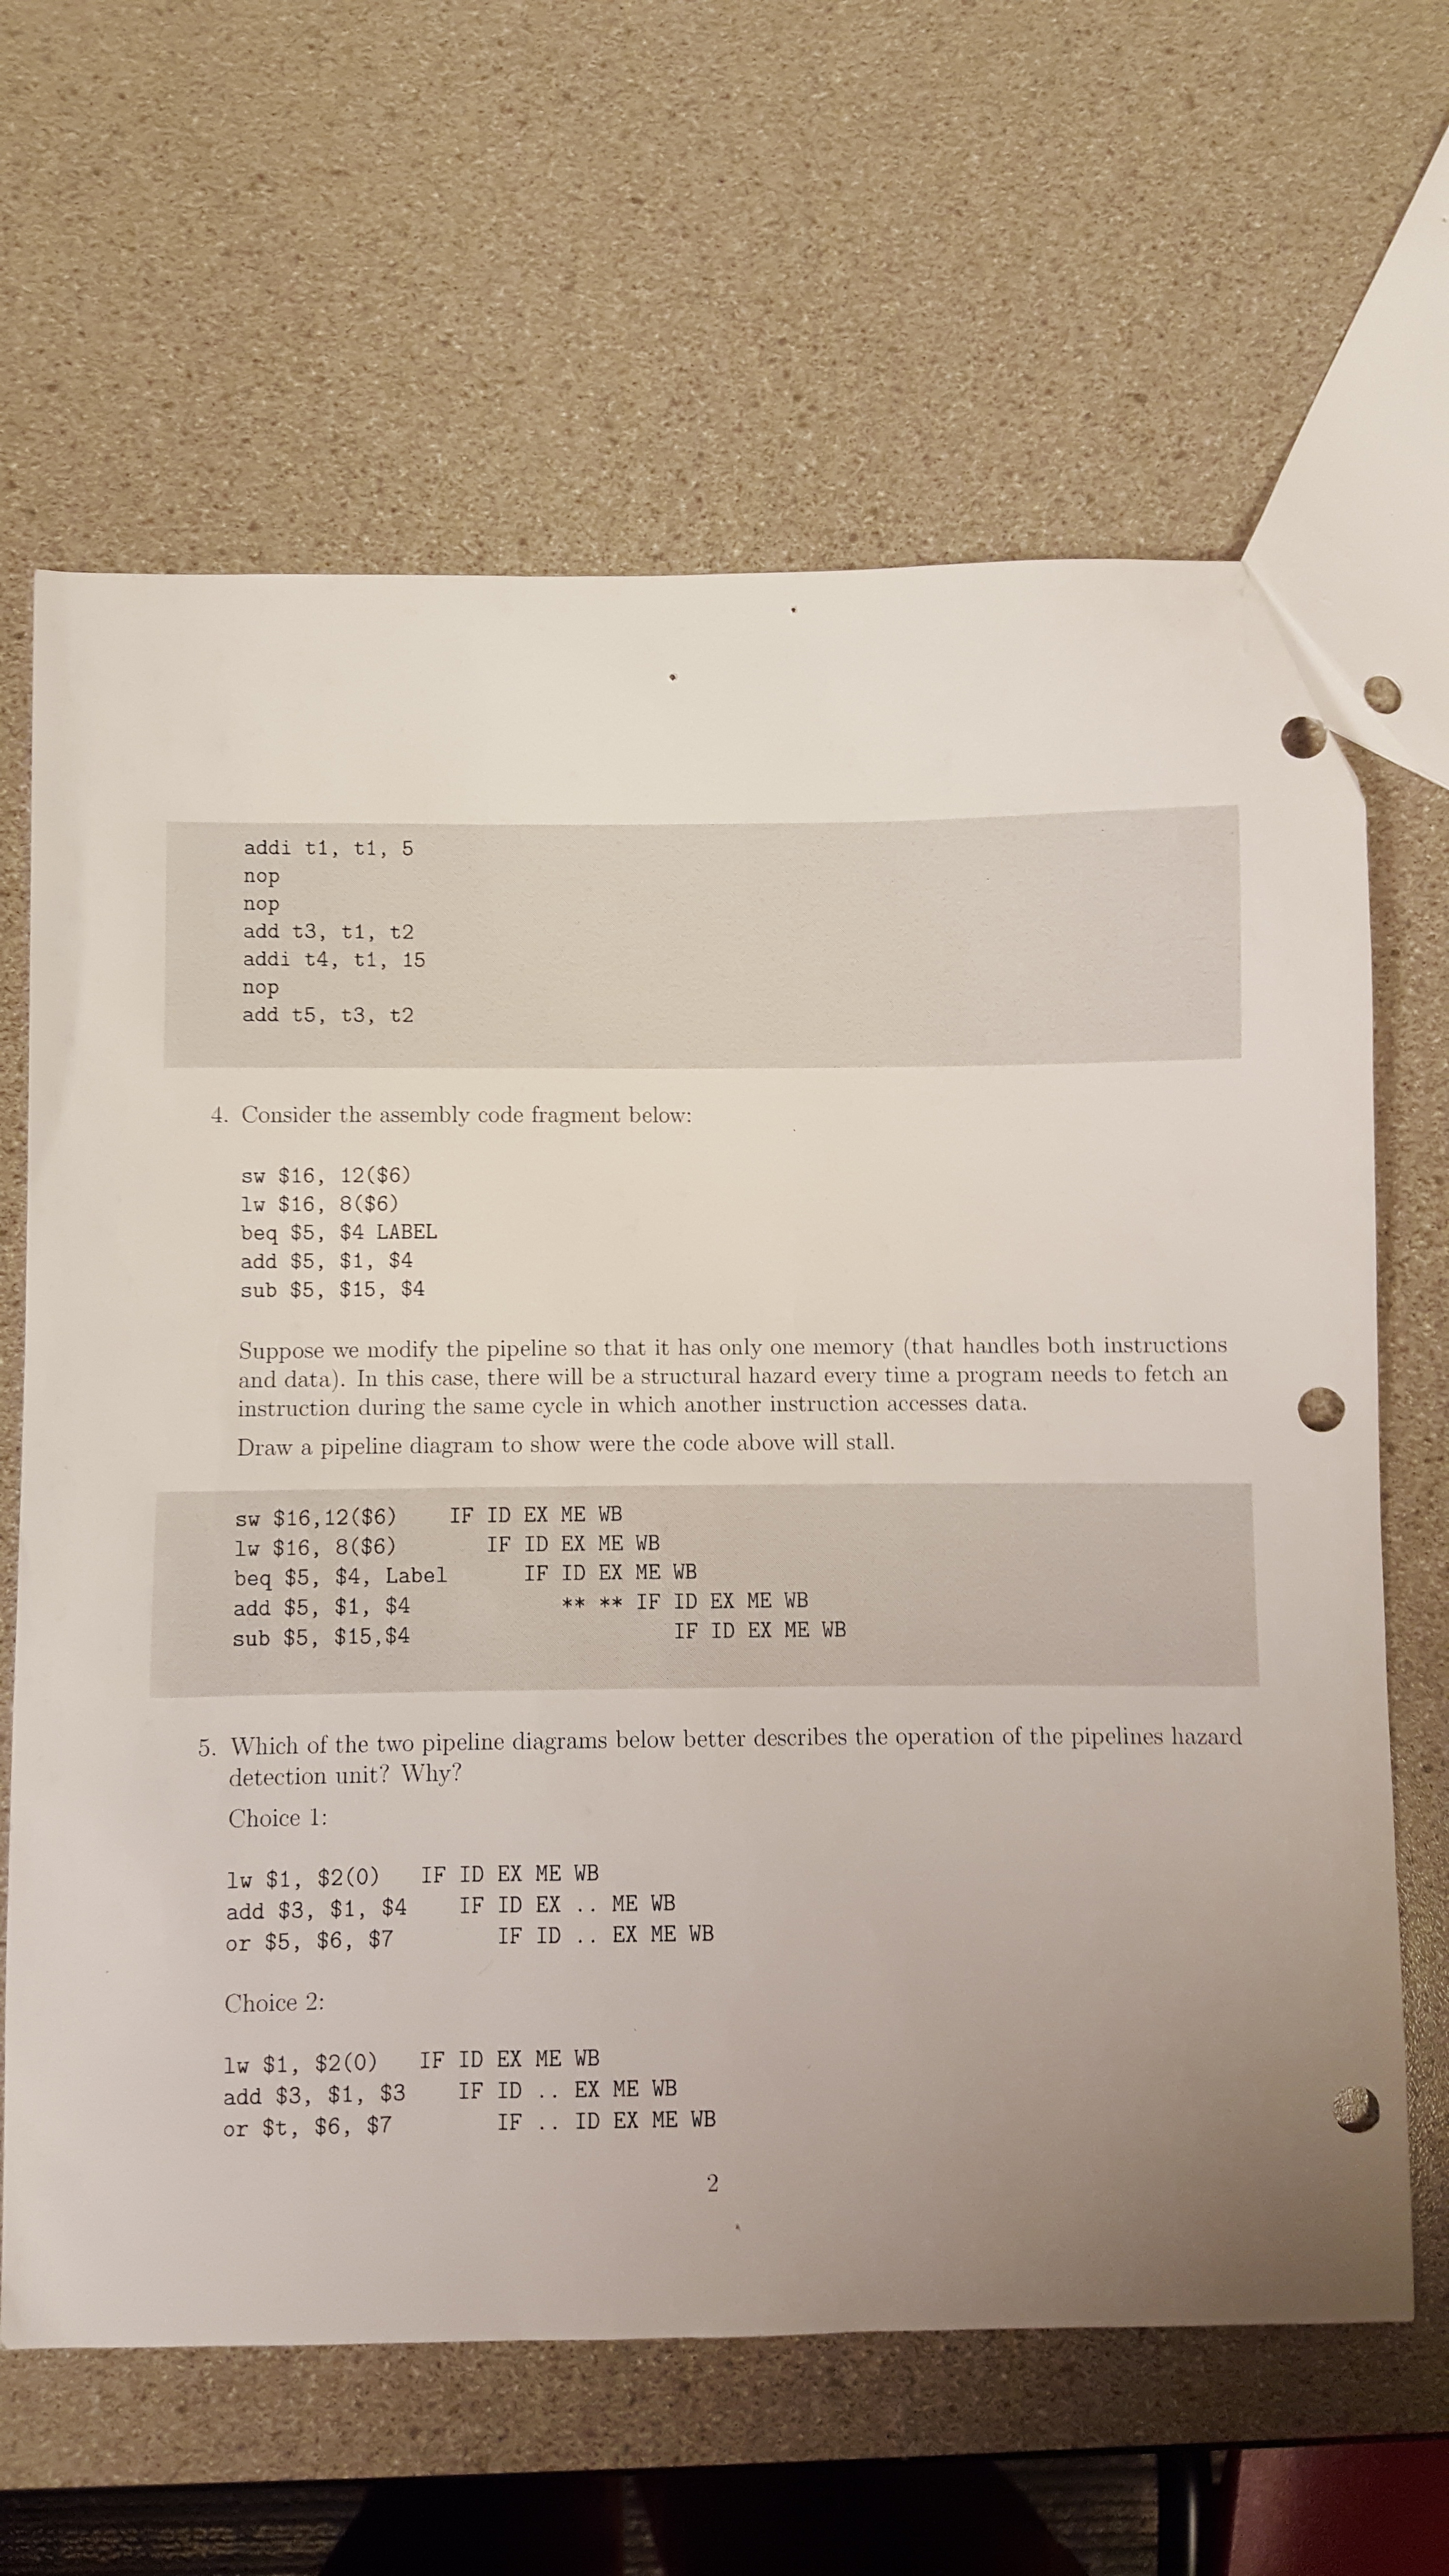 addi t1, t1, 5
nop
nop
add t3, t1, t2
addi t4, t1, 15
nop
add t5, t3, t2
4. Consider the assembly code fragment below:
sw $16, 12($6)
lw $16, 8($6)
beq $5, $4 LABEL
add $5, $1, $4
sub $5, $15, $4
Suppose we modify the pipeline so that it has only one memory (that handles both instructions
and data). In this case, there will be a structural hazard every time a program needs to fetch an
instruction during the same cycle in which another instruction accesses data.
Draw a pipeline diagram to show were the code above will stall.
sw $16,12($6) IF ID EX ME WB
lw $16, 8($6) IF ID EX ME WB
beq $5, $4, Label IF ID EX ME WB
add $5, $1, $4 ** ** IF ID EX ME WB
sub $5, $15,$4 IF ID EX ME WB
5. Which of the two pipeline diagrams below better describes the operation of the pipelines hazard
detection unit? Why?
Choice 1:
lw $1, $2(0) IF ID EX ME WB
add $3, $1, $4 IF ID EX .. ME WB
or $5, $6, $7 IF ID .. EX ME WB
Choice 2:
lw $1, $2(0) IF ID EX ME WB
add $3, $1, $3 IF ID .. EX ME WB
or $t, $6, $7 IF .. ID EX ME WB
2